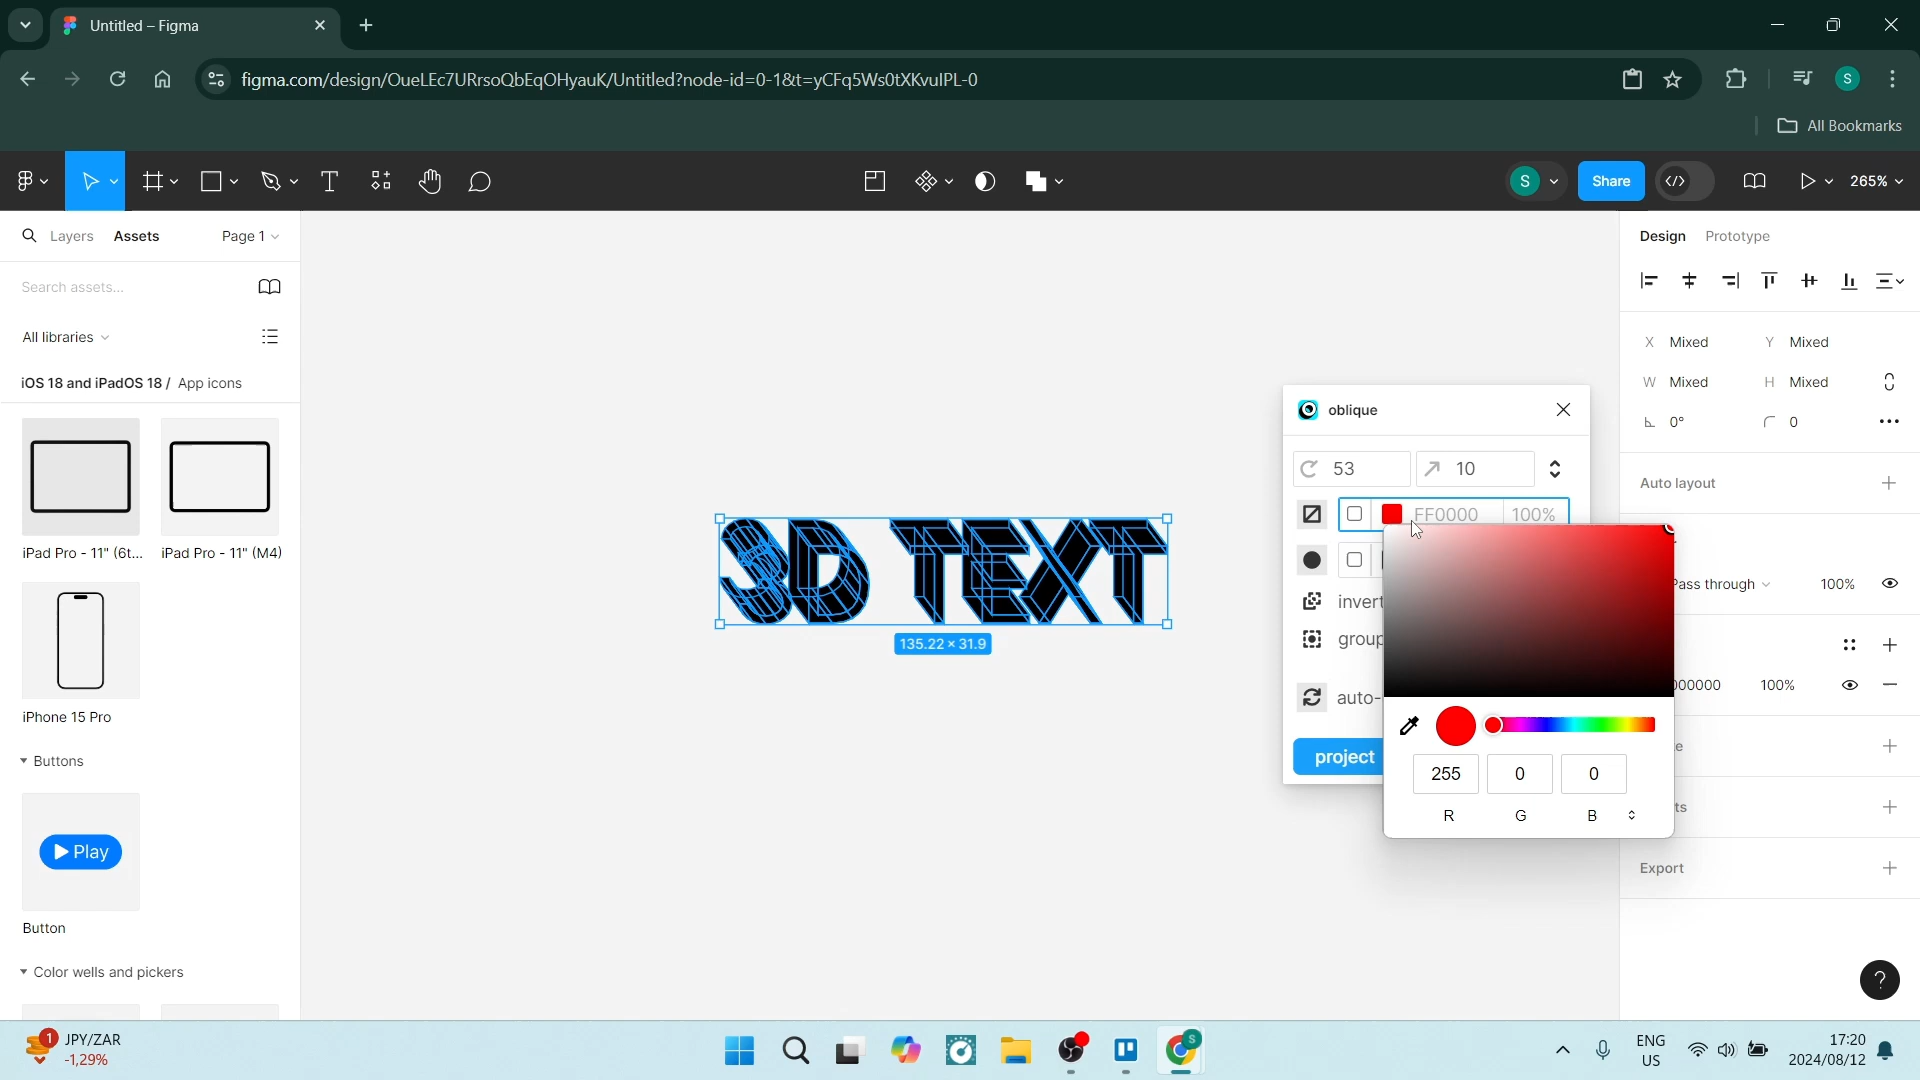 Untitled – Figma
figma.com/design/OueLEc7URrsoQbEqOHyauK/Untitled?node-id=0-1&t=yCFq5Ws0tXKvuIPL-0
S
All Bookmarks
S
Share
265%
Layers
Assets
Page 1
Design
Prototype
Search assets...
All libraries
iOS 18 and iPadOS 18 / App icons
iPad Pro - 11" (6t...
iPad Pro - 11" (M4)
iPhone 15 Pro
Buttons
Play
Button
Color wells and pickers
3D TEXT
135.22 × 31.9
oblique
53
10
FF0000
100%
invert
group
auto-
project
255
0
0
R
G
B
X Mixed
Y Mixed
W Mixed
H Mixed
0°
0
Auto layout
Pass through
100%
000000
100%
Export
?
1
JPY/ZAR
-1,29%
S
ENG
US
17:20
2024/08/12